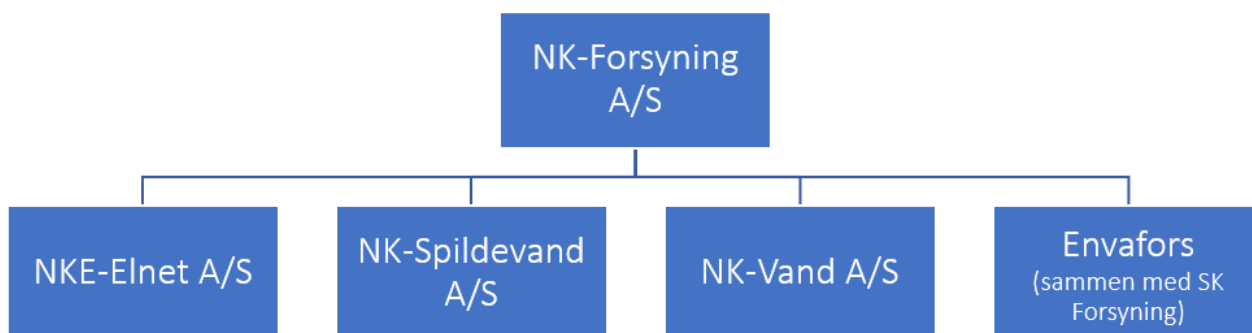 NK-Forsyning
A/S
NKE-Elnet A/S
NK-Spildevand
A/S
NK-Vand A/S
Envafors
(sammen med SK
Forsyning)